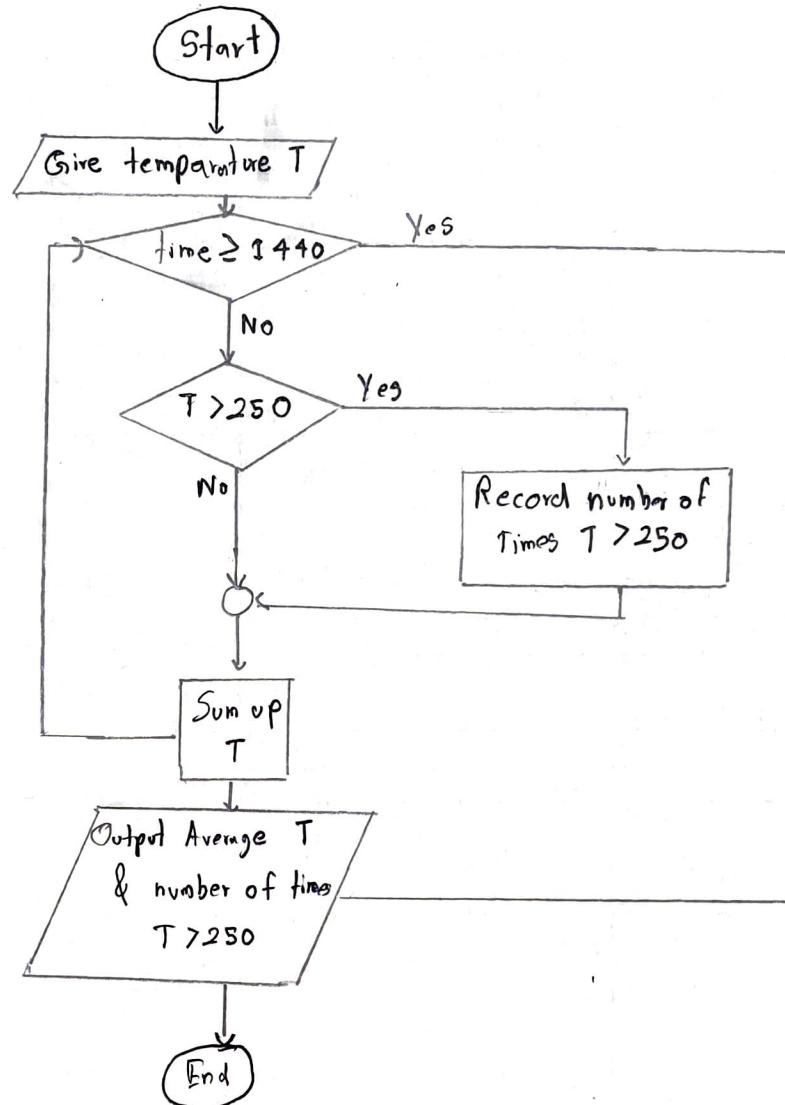 Start
Give temparature T
time ≥ 1440
Yes
No
T > 250
Yes
No
Record number of
Times T > 250
Sum up
T
Output Average T
& number of times
T > 250
End